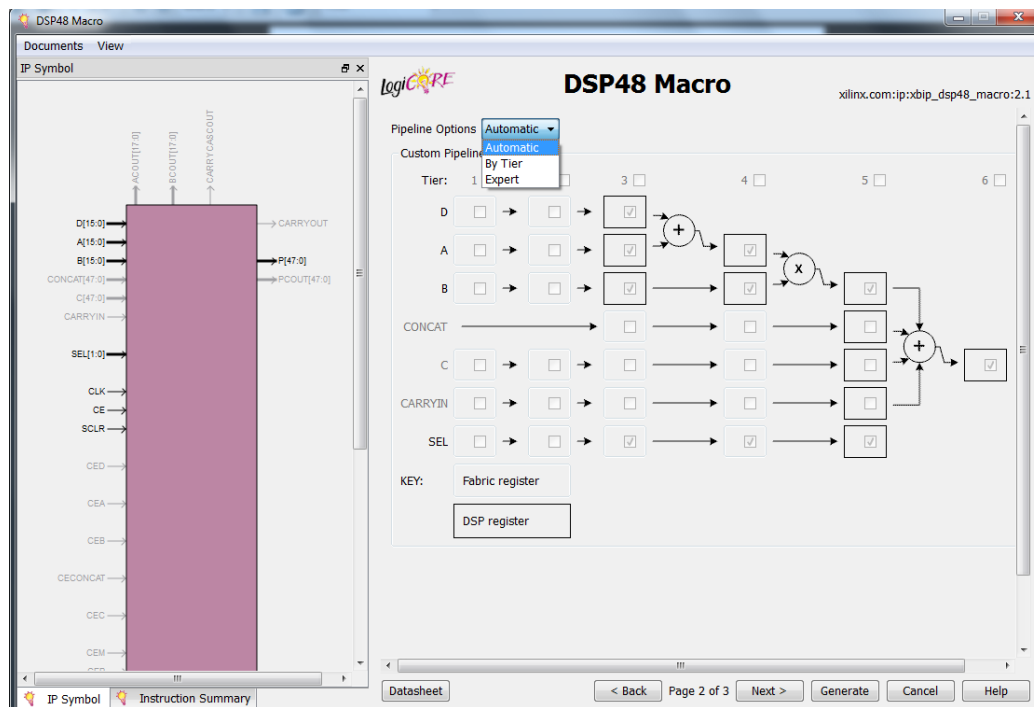 DSP48 Macro
Documents View
IP Symbol
ACOUT[17:0]
BCOUT[17:0]
CARRYCASCOUT
D[15:0]
A[15:0]
B[15:0]
CONCAT[47:0]
C[47:0]
CARRYIN
SEL[1:0]
CLK
CE
SCLR
CED
CEA
CEB
CECONCAT
CEC
CEM
CARRYOUT
P[47:0]
PCOUT[47:0]
IP Symbol Instruction Summary
LogiCORE
DSP48 Macro
xilinx.com:ip:xbip_dsp48_macro:2.1
Pipeline Options Automatic
Automatic
By Tier
Expert
Custom Pipeline
Tier: 1 3 4 5 6
D
+
A
x
B
CONCAT
+
C
CARRYIN
SEL
KEY: Fabric register
DSP register
Datasheet < Back Page 2 of 3 Next > Generate Cancel Help